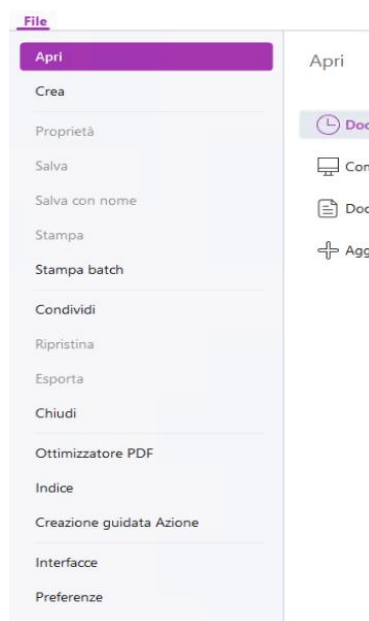 File
Apri
Crea
Proprietà
Salva
Salva con nome
Stampa
Stampa batch
Condividi
Ripristina
Esporta
Chiudi
Ottimizzatore PDF
Indice
Creazione guidata Azione
Interfacce
Preferenze
Apri